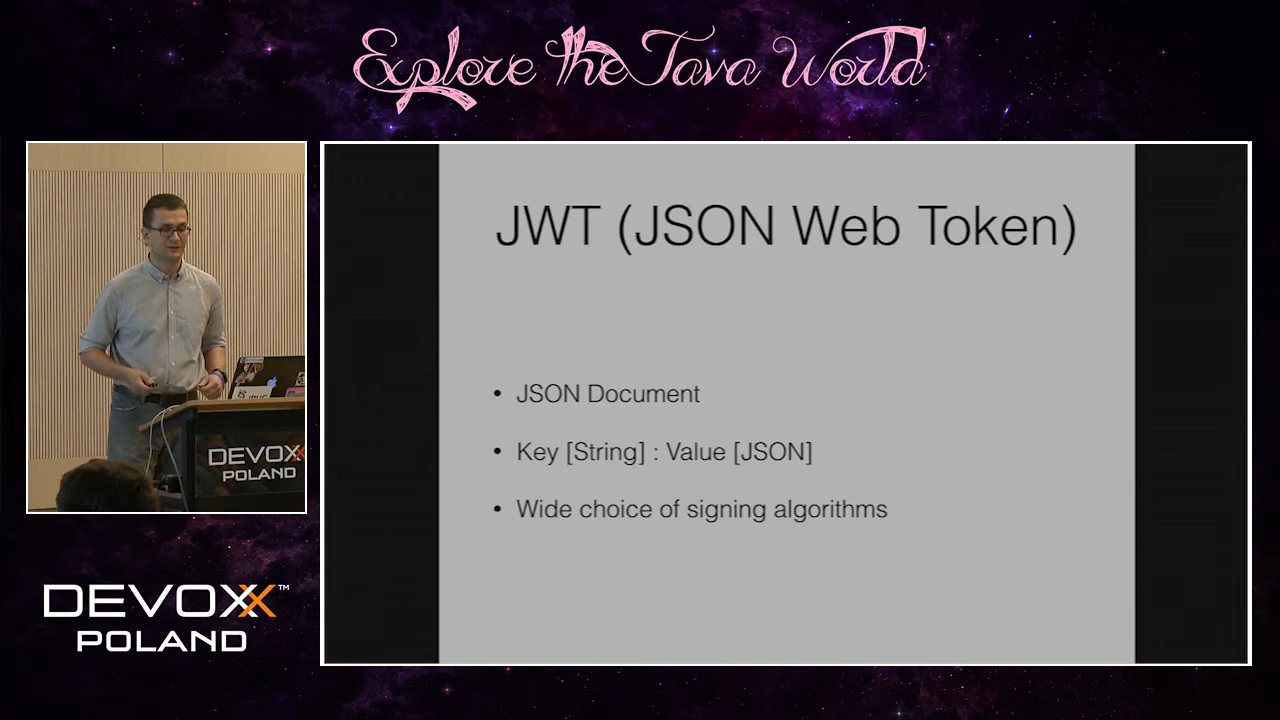 Explore the Java World
JWT (JSON Web Token)
• JSON Document
• Key [String] : Value [JSON]
• Wide choice of signing algorithms
DEVOXX
POLAND
DEVOXX™
POLAND